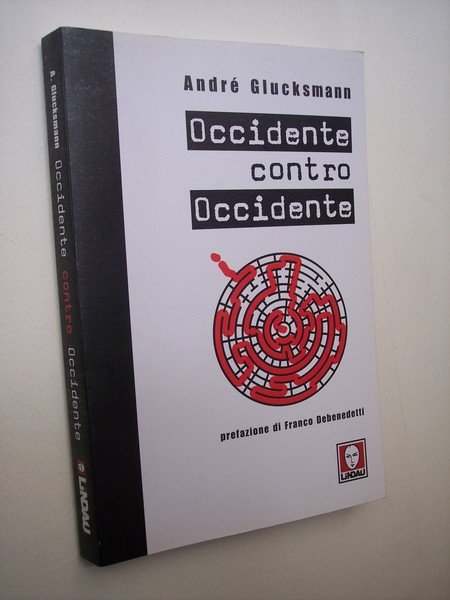 André Glucksmann
Occidente
contro
Occidente
prefazione di Franco Debenedetti
LINDAU
A. Glucksmann Occidente contro Occidente LINDAU